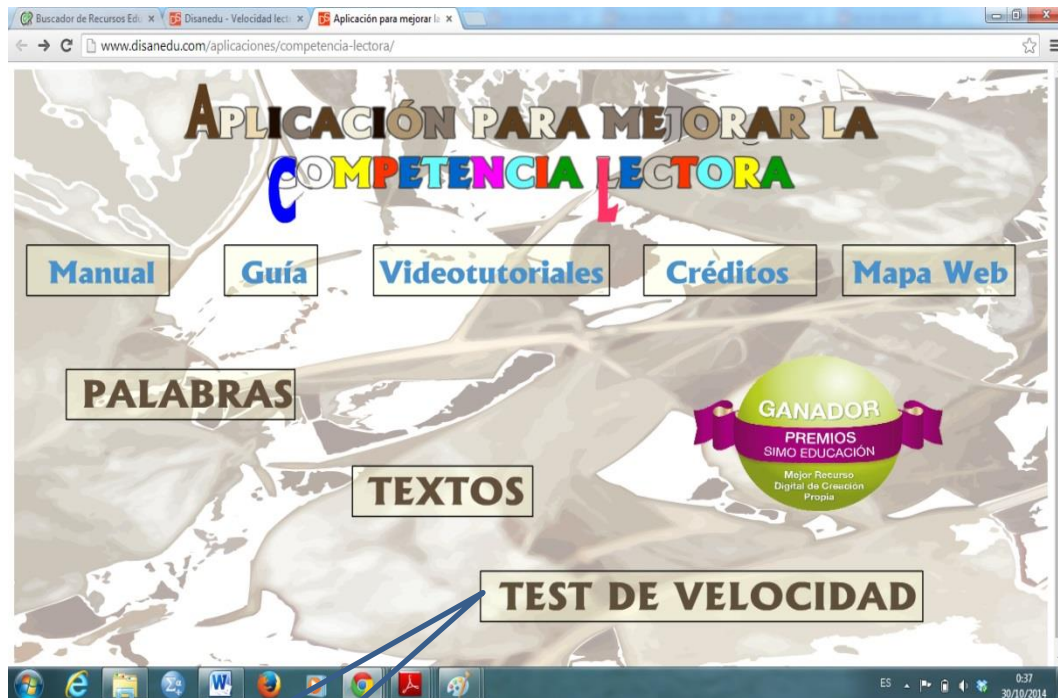 Buscador de Recursos Edu
Disanedu - Velocidad lect
Aplicación para mejorar la
www.disanedu.com/aplicaciones/competencia-lectora/
APLICACIÓN PARA MEJORAR LA
COMPETENCIA LECTORA
Manual
Guía
Videotutoriales
Créditos
Mapa Web
PALABRAS
GANADOR
PREMIOS
SIMO EDUCACIÓN
Mejor Recurso
Digital de Creación
Propia
TEXTOS
TEST DE VELOCIDAD
ES
0:37
30/10/2014